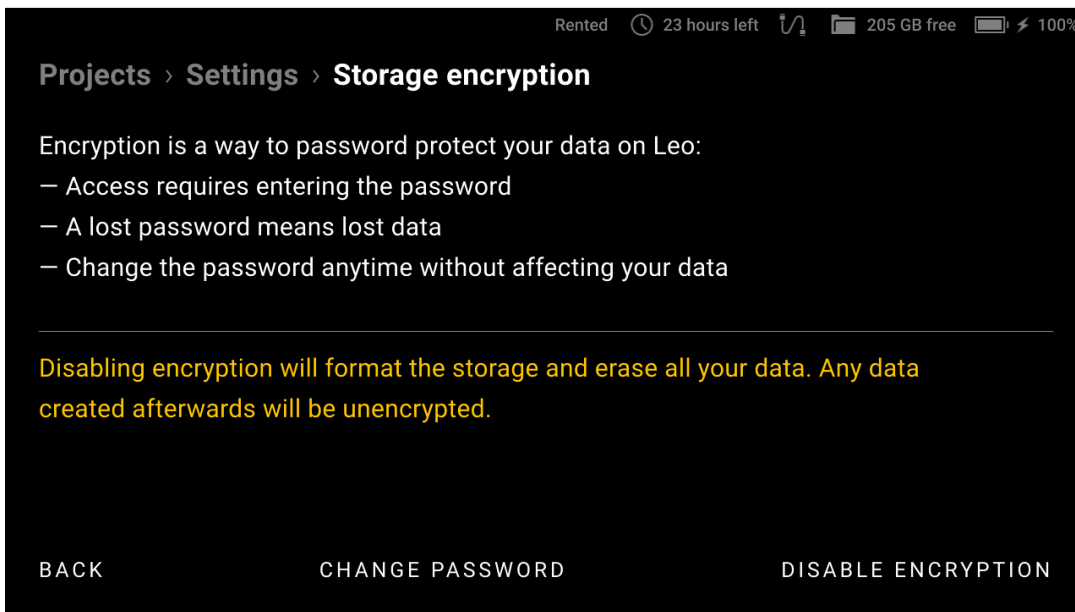 Rented 23 hours left 205 GB free 100%
Projects › Settings › Storage encryption
Encryption is a way to password protect your data on Leo:
— Access requires entering the password
— A lost password means lost data
— Change the password anytime without affecting your data
Disabling encryption will format the storage and erase all your data. Any data
created afterwards will be unencrypted.
BACK CHANGE PASSWORD DISABLE ENCRYPTION